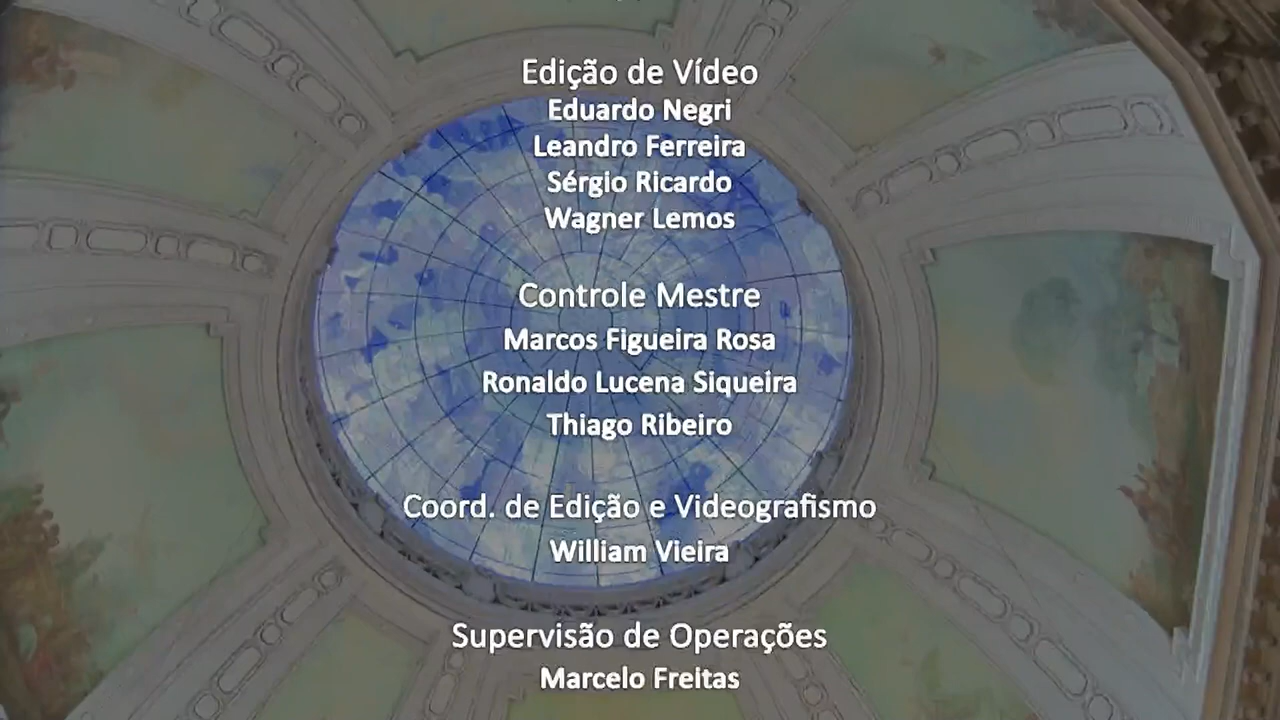 Edição de Vídeo
Eduardo Negri
Leandro Ferreira
Sérgio Ricardo
Wagner Lemos
Controle Mestre
Marcos Figueira Rosa
Ronaldo Lucena Siqueira
Thiago Ribeiro
Coord. de Edição e Videografismo
William Vieira
Supervisão de Operações
Marcelo Freitas